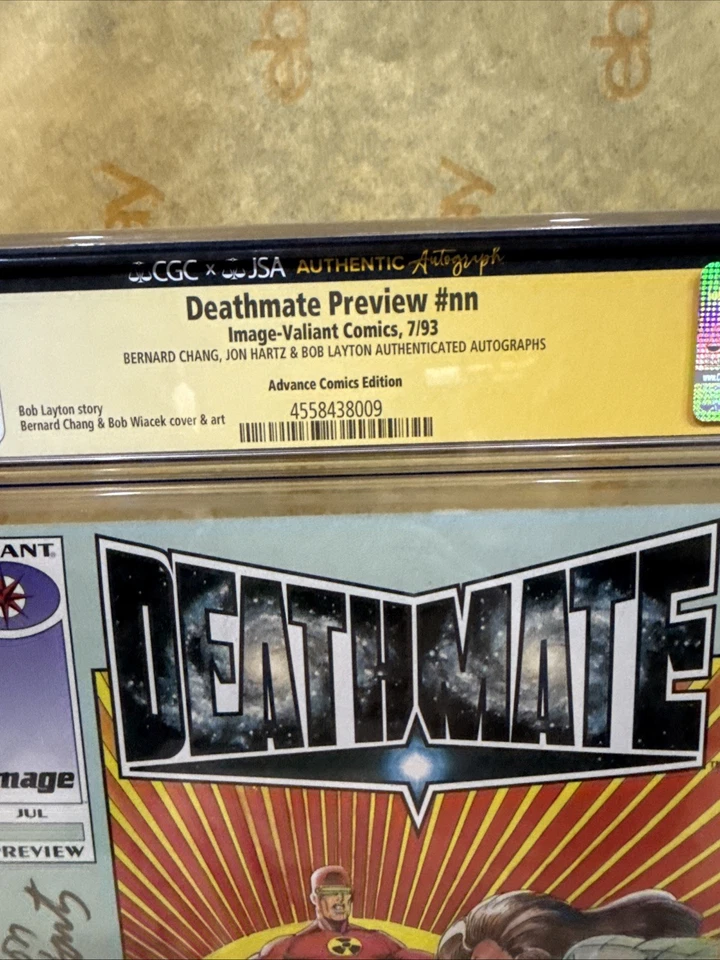 CGC x JSA AUTHENTIC Autograph
Deathmate Preview #nn
Image-Valiant Comics, 7/93
BERNARD CHANG, JON HARTZ & BOB LAYTON AUTHENTICATED AUTOGRAPHS
Advance Comics Edition
Bob Layton story
Bernard Chang & Bob Wiacek cover & art
4558438009
ANT
DEATHMATE
mage
JUL
PREVIEW